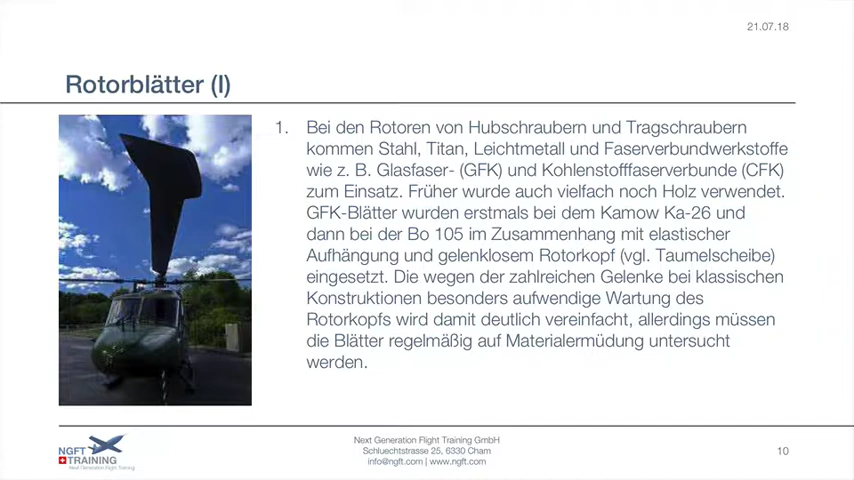 21.07.18
Rotorblätter (I)
1. Bei den Rotoren von Hubschraubern und Tragschraubern
kommen Stahl, Titan, Leichtmetall und Faserverbundwerkstoffe
wie z. B. Glasfaser- (GFK) und Kohlenstofffaserverbunde (CFK)
zum Einsatz. Früher wurde auch vielfach noch Holz verwendet.
GFK-Blätter wurden erstmals bei dem Kamow Ka-26 und
dann bei der Bo 105 im Zusammenhang mit elastischer
Aufhängung und gelenklosem Rotorkopf (vgl. Taumelscheibe)
eingesetzt. Die wegen der zahlreichen Gelenke bei klassischen
Konstruktionen besonders aufwendige Wartung des
Rotorkopfs wird damit deutlich vereinfacht, allerdings müssen
die Blätter regelmäßig auf Materialermüdung untersucht
werden.
NGFT
TRAINING
Next Generation Flight Training
Next Generation Flight Training GmbH
Schluechtstrasse 25, 6330 Cham
info@ngft.com | www.ngft.com
10